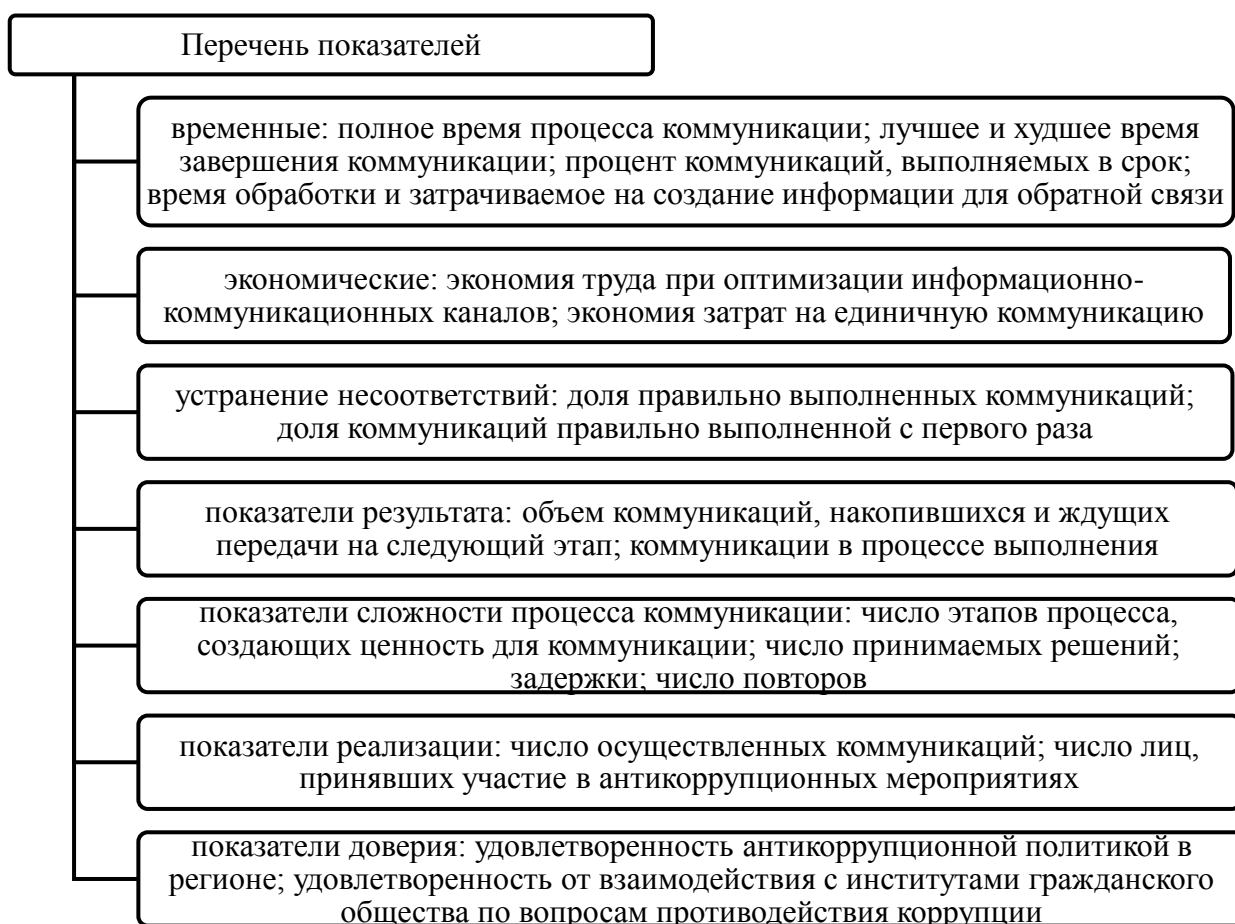 Перечень показателей
временные: полное время процесса коммуникации; лучшее и худшее время
завершения коммуникации; процент коммуникаций, выполняемых в срок;
время обработки и затрачиваемое на создание информации для обратной связи
экономические: экономия труда при оптимизации информационно-
коммуникационных каналов; экономия затрат на единичную коммуникацию
устранение несоответствий: доля правильно выполненных коммуникаций;
доля коммуникаций правильно выполненной с первого раза
показатели результата: объем коммуникаций, накопившихся и ждущих
передачи на следующий этап; коммуникации в процессе выполнения
показатели сложности процесса коммуникации: число этапов процесса,
создающих ценность для коммуникации; число принимаемых решений;
задержки; число повторов
показатели реализации: число осуществленных коммуникаций; число лиц,
принявших участие в антикоррупционных мероприятиях
показатели доверия: удовлетворенность антикоррупционной политикой в
регионе; удовлетворенность от взаимодействия с институтами гражданского
общества по вопросам противодействия коррупции